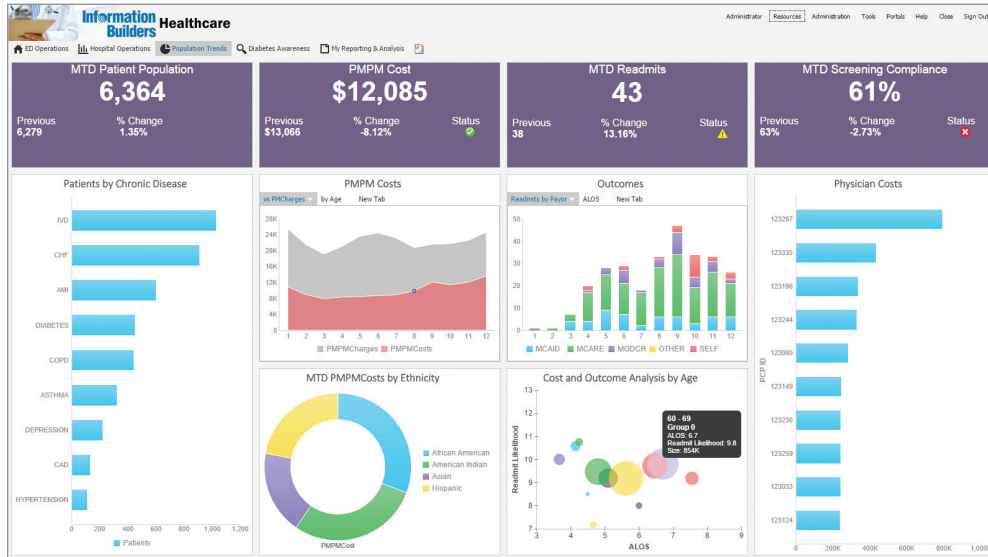 Information Builders Healthcare
Administrator Resources Administration Tools Portals Help Close Sign Out
ED Operations Hospital Operations Population Trends Diabetes Awareness My Reporting & Analysis
MTD Patient Population
6,364
Previous % Change
6,279 1.35%
PMPM Cost
$12,085
Previous % Change Status
$13,066 -8.12%
MTD Readmits
43
Previous % Change Status
38 13.16%
MTD Screening Compliance
61%
Previous % Change Status
63% -2.73%
Patients by Chronic Disease
IVD
CHF
AMI
DIABETES
COPD
ASTHMA
DEPRESSION
CAD
HYPERTENSION
0 200 400 600 800 1,000 1,200
Patients
PMPM Costs
vs PMCharges by Age New Tab
28K
24K
20K
16K
12K
8K
4K
0
1 2 3 4 5 6 7 8 9 10 11 12
PMPMCharges PMPMCosts
Outcomes
Readmits by Payor ALOS New Tab
50
40
30
20
10
0
1 2 3 4 5 6 7 8 9 10 11 12
MCAID MCARE MGDCR OTHER SELF
MTD PMPMCosts by Ethnicity
African American
American Indian
Asian
Hispanic
PMPMCost
Cost and Outcome Analysis by Age
Readmit Likelihood
13
12
11
10
9
8
7
60 - 69
Group 0
ALOS: 6.7
Readmit Likelihood: 9.8
Size: 854K
3 4 5 6 7 8 9
ALOS
Physician Costs
PCP ID
123207
123335
123196
123244
123080
123149
123236
123259
123033
123124
0 200K 400K 600K 800K 1,000K